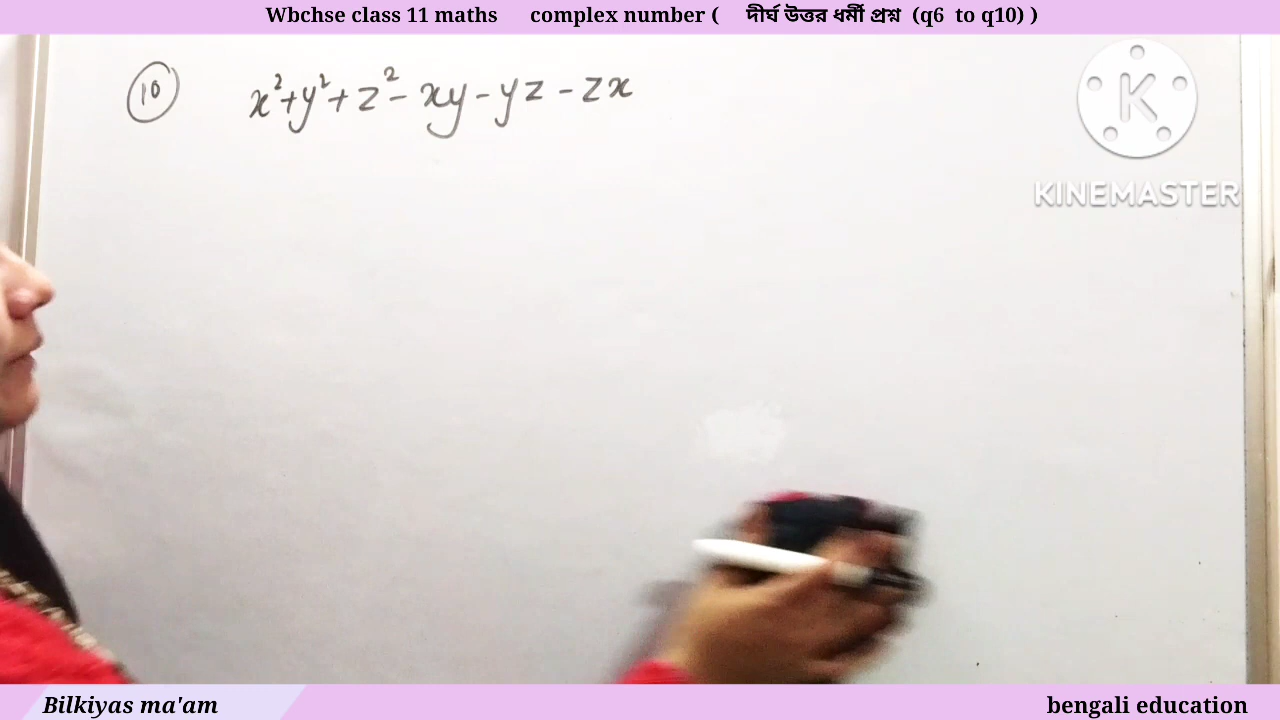 Wbchse class 11 maths complex number ( দীর্ঘ উত্তর ধর্মী প্রশ্ন (q6 to q10) )
10 x²+y²+z²-xy-yz-zx
K
KINEMASTER
Bilkiyas ma'am
bengali education